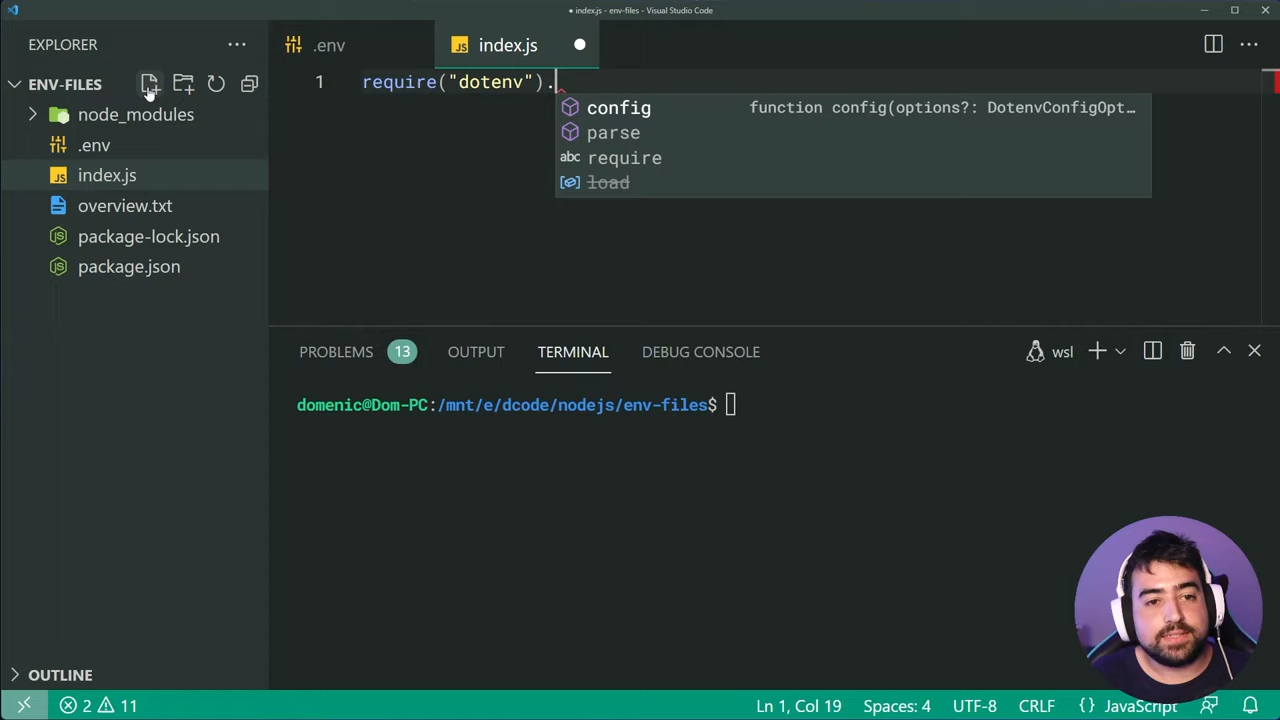 ● index.js - env-files - Visual Studio Code
EXPLORER
.env
index.js
ENV-FILES
node_modules
.env
index.js
overview.txt
package-lock.json
package.json
OUTLINE
1 require("dotenv").
config function config(options?: DotenvConfigOpt…
parse
abc require
load
PROBLEMS 13 OUTPUT TERMINAL DEBUG CONSOLE wsl
domenic@Dom-PC:/mnt/e/dcode/nodejs/env-files$
2 11 Ln 1, Col 19 Spaces: 4 UTF-8 CRLF {} JavaScript